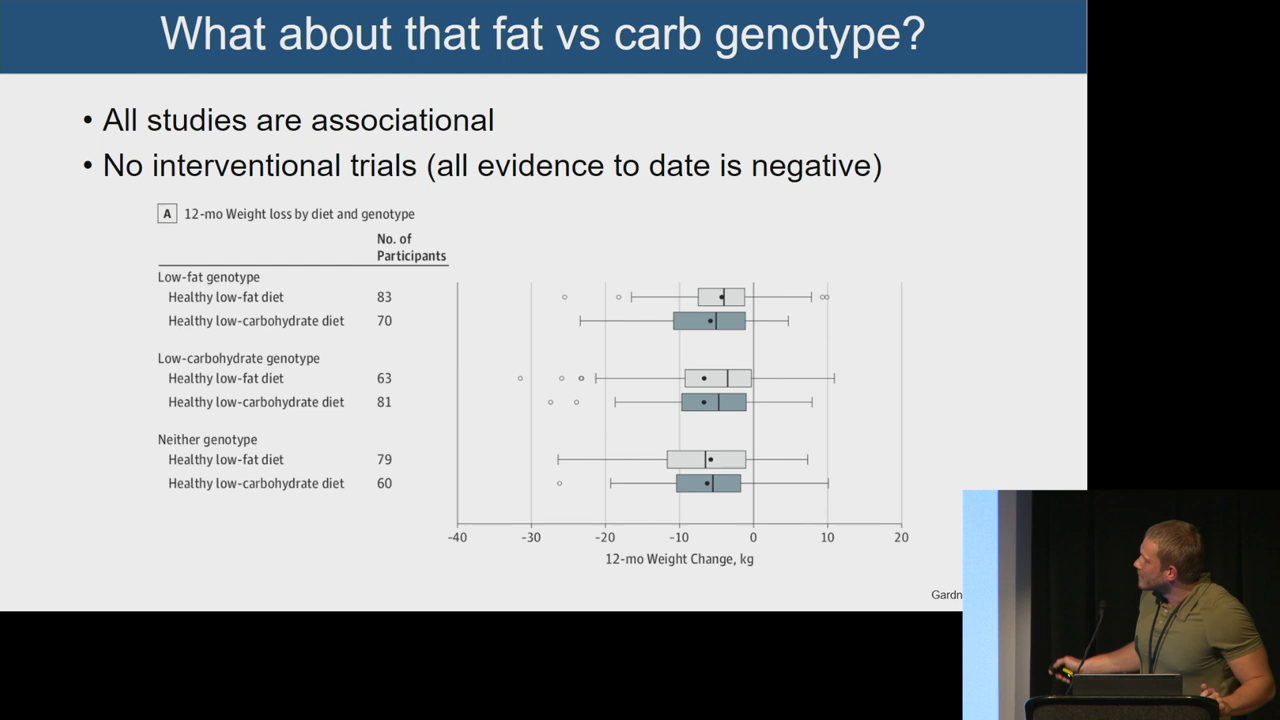 What about that fat vs carb genotype?
• All studies are associational
• No interventional trials (all evidence to date is negative)
A 12-mo Weight loss by diet and genotype
No. of
Participants
Low-fat genotype
Healthy low-fat diet 83
Healthy low-carbohydrate diet 70
Low-carbohydrate genotype
Healthy low-fat diet 63
Healthy low-carbohydrate diet 81
Neither genotype
Healthy low-fat diet 79
Healthy low-carbohydrate diet 60
-40 -30 -20 -10 0 10 20
12-mo Weight Change, kg
Gardn